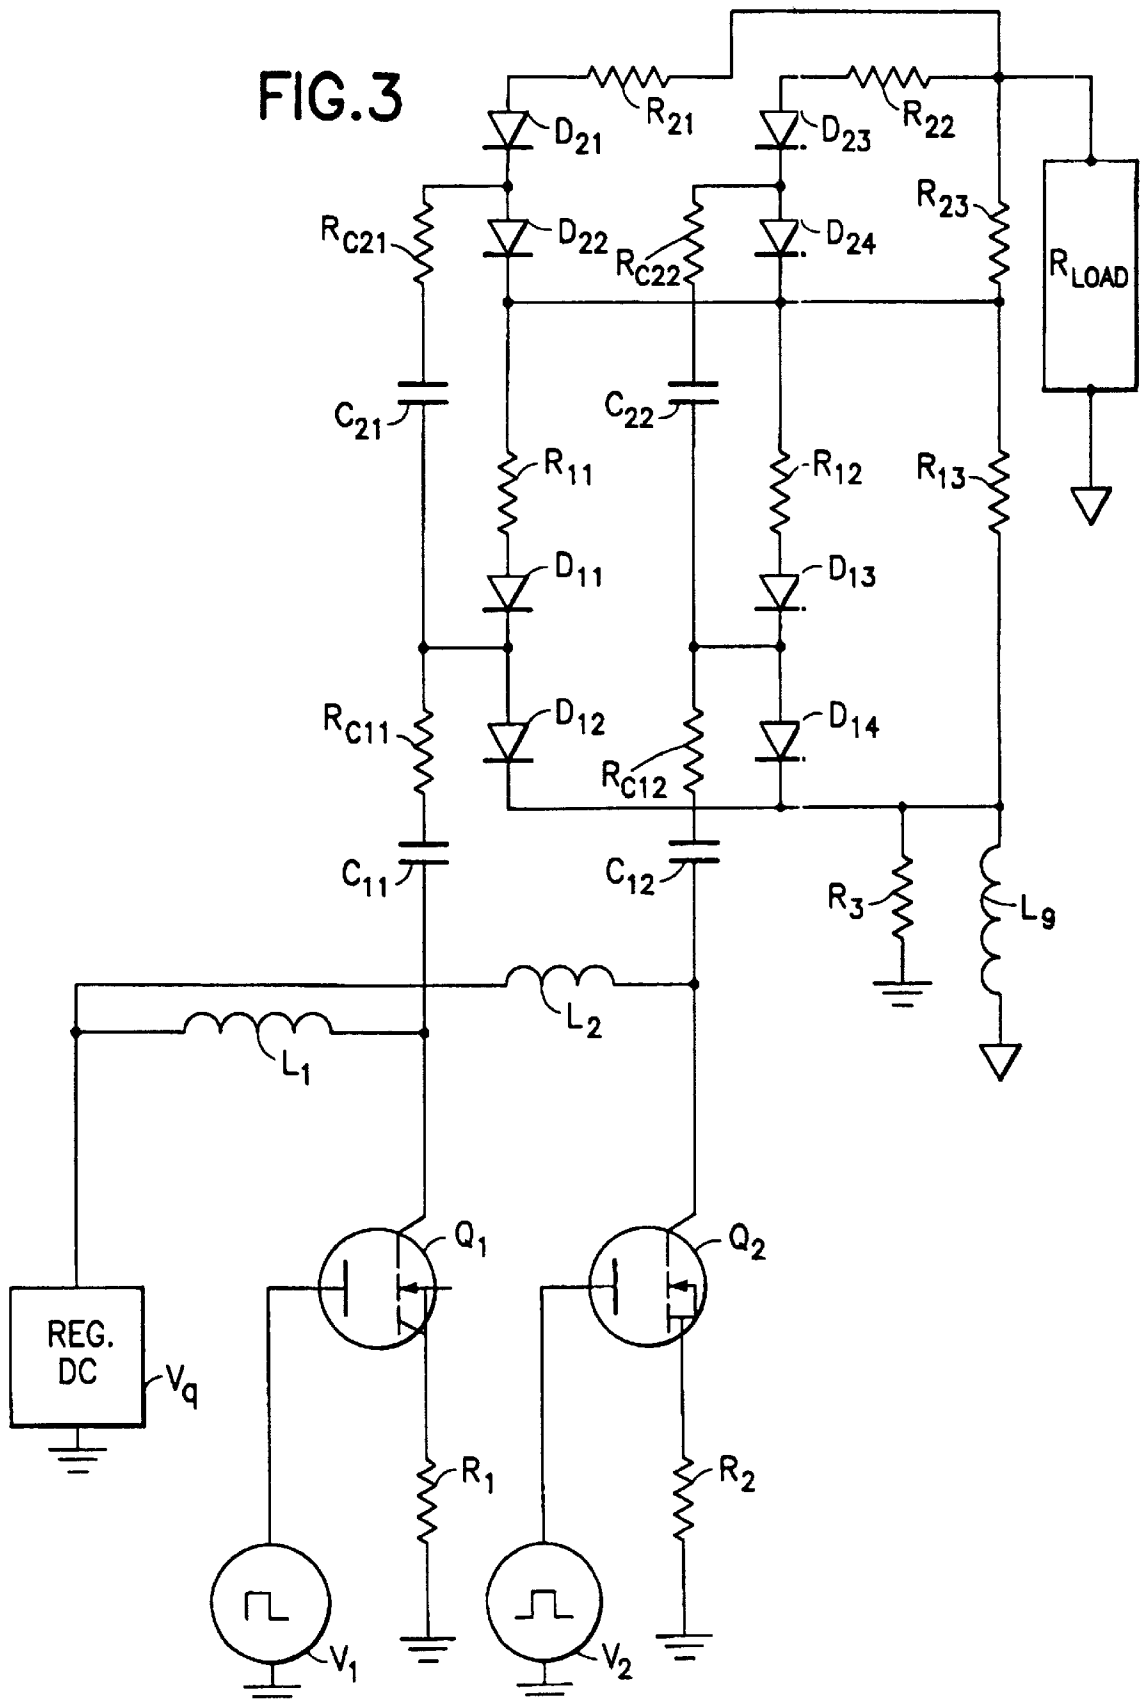 FIG.3
R21
R22
D21
D23
R23
RC21
D22
RC22
D24
RLOAD
C21
C22
R11
R12
R13
D11
D13
RC11
D12
RC12
D14
C11
C12
R3
L9
L2
L1
Q1
Q2
REG.
DC
Vq
R1
R2
V1
V2